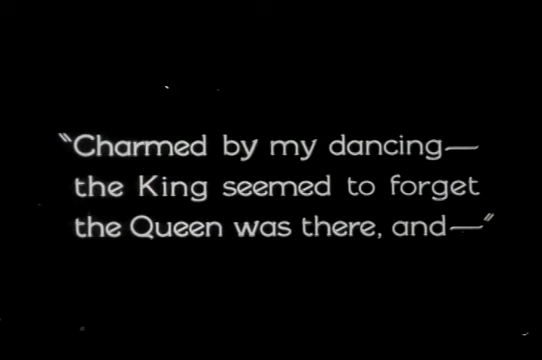 “Charmed by my dancing—
the King seemed to forget
the Queen was there, and—”